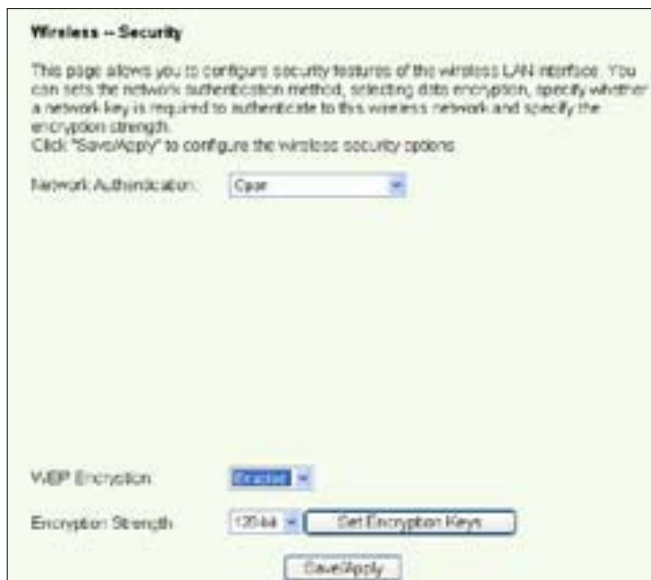 Wireless -- Security
This page allows you to configure security features of the wireless LAN interface. You
can sets the network authentication method, selecting data encryption, specify whether
a network key is required to authenticate to this wireless network and specify the
encryption strength.
Click "Save/Apply" to configure the wireless security options
Network Authentication: Open
WEP Encryption Enabled
Encryption Strength 128-bit Set Encryption Keys
Save/Apply